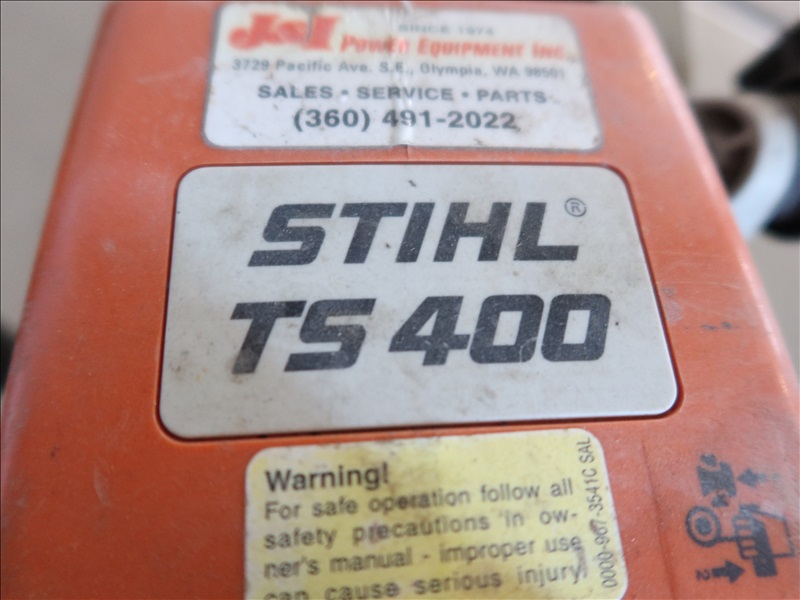 SINCE 1974
J&I Power Equipment Inc.
3729 Pacific Ave. S.E., Olympia, WA 98501
SALES • SERVICE • PARTS
(360) 491-2022
STIHL®
TS 400
Warning!
For safe operation follow all
safety precautions in ow-
ner's manual - improper use
can cause serious injury.
0000-967-3541C SAL
2